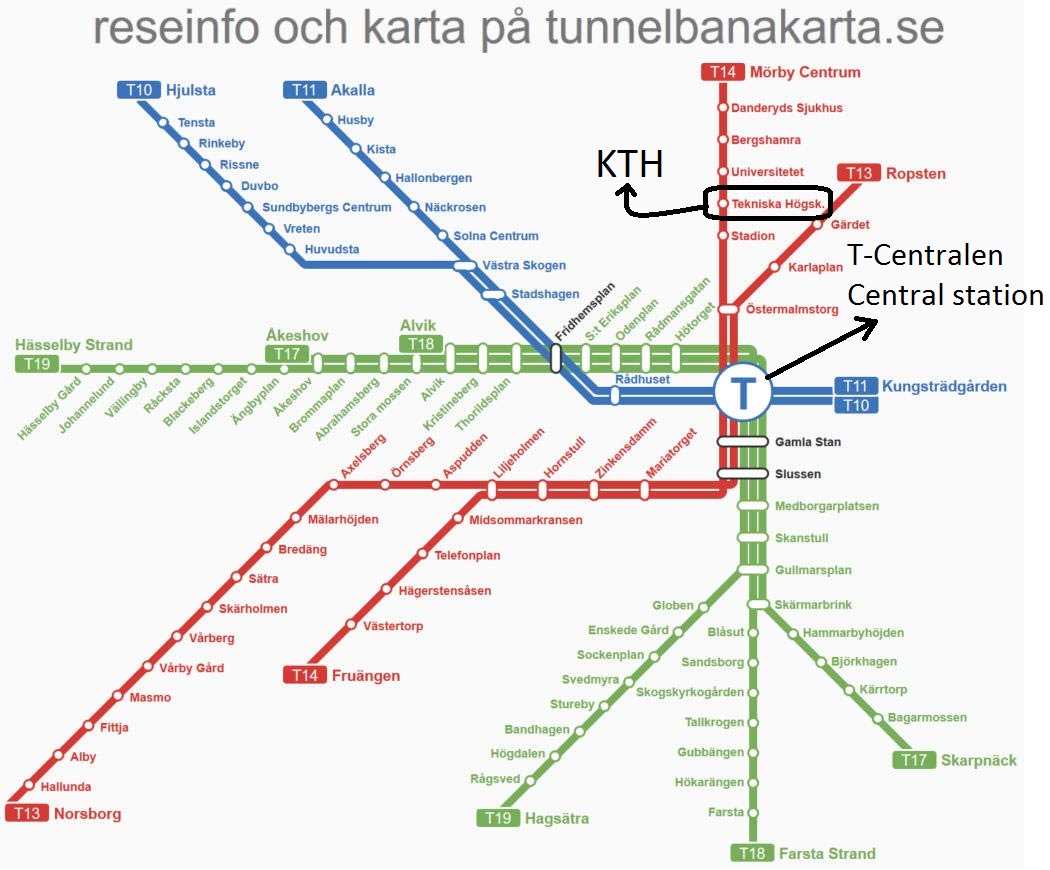 reseinfo och karta på tunnelbanakarta.se
T14 Mörby Centrum
T10 Hjulsta
T11 Akalla
Danderyds Sjukhus
Husby
Tensta
Bergshamra
Rinkeby
Kista
KTH
Rissne
Universitetet
T13 Ropsten
Hallonbergen
Duvbo
Tekniska Högsk.
Sundbybergs Centrum
Näckrosen
Gärdet
Vreten
Solna Centrum
Stadion
Huvudsta
T-Centralen
Västra Skogen
Karlaplan
Stadshagen
Central station
Östermalmstorg
Fridhemsplan
S:t Eriksplan
Odenplan
Rådmansgatan
Hötorget
Hässelby Strand
T19
Åkeshov
T17
Alvik
T18
Hässelby Gård
Johannelund
Vällingby
Råcksta
Blackeberg
Islandstorget
Ängbyplan
Åkeshov
Brommaplan
Abrahamsberg
Stora mossen
Alvik
Kristineberg
Thorildsplan
Rådhuset
T
T11 Kungsträdgården
T10
Gamla Stan
Slussen
Axelsberg
Örnsberg
Aspudden
Liljeholmen
Hornstull
Zinkensdamm
Mariatorget
Medborgarplatsen
Mälarhöjden
Midsommarkransen
Skanstull
Bredäng
Telefonplan
Gullmarsplan
Sätra
Hägerstensåsen
Skärholmen
Globen
Skärmarbrink
Västertorp
Enskede Gård
Blåsut
Hammarbyhöjden
Vårberg
Sockenplan
Sandsborg
Björkhagen
Vårby Gård
T14 Fruängen
Svedmyra
Skogskyrkogården
Kärrtorp
Masmo
Stureby
Tallkrogen
Bagarmossen
Fittja
Bandhagen
Gubbängen
T17 Skarpnäck
Alby
Högdalen
Hökarängen
Hallunda
Rågsved
Farsta
T13 Norsborg
T19 Hagsätra
T18 Farsta Strand